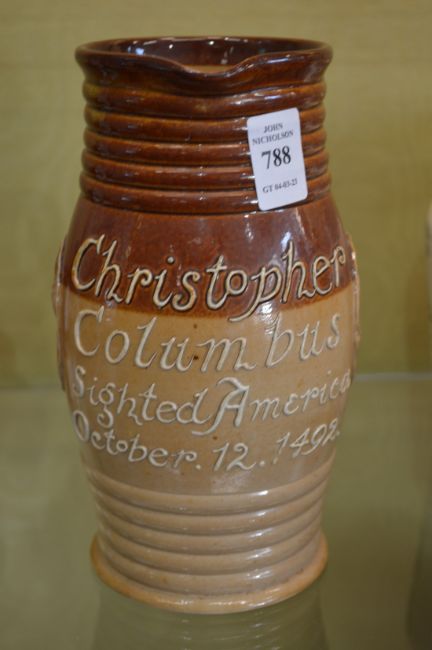 JOHN
NICHOLSON
788
GT 04-03-23
Christopher
Columbus
Sighted America
October. 12. 1492.